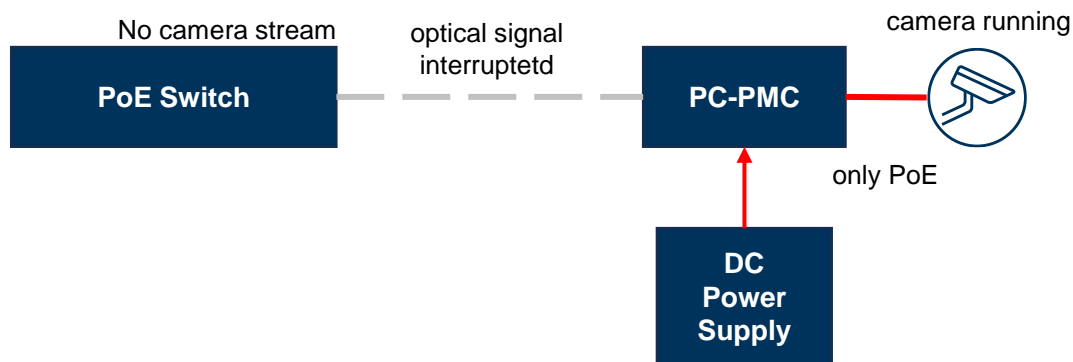 No camera stream
optical signal
interruptetd
camera running
PoE Switch
PC-PMC
only PoE
DC
Power
Supply